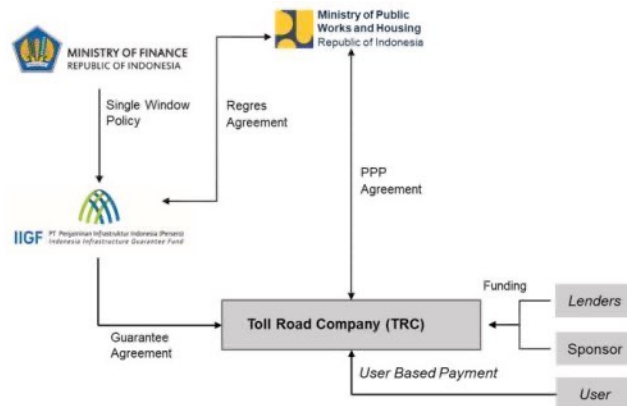 MINISTRY OF FINANCE
REPUBLIC OF INDONESIA
Ministry of Public
Works and Housing
Republic of Indonesia
Single Window
Policy
Regres
Agreement
PPP
Agreement
IIGF
PT Penjaminan Infrastruktur Indonesia (Persero)
Indonesia Infrastructure Guarantee Fund
Funding
Lenders
Toll Road Company (TRC)
Sponsor
Guarantee
Agreement
User Based Payment
User